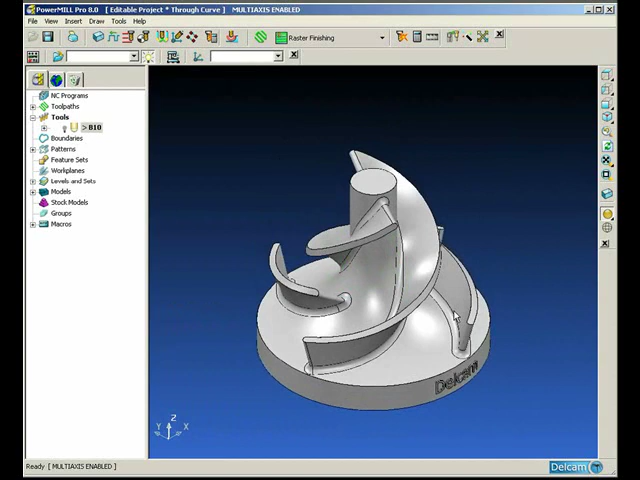 PowerMILL Pro 8.0    [ Editable Project * Through Curve ]    MULTIAXIS ENABLED
File View Insert Draw Tools Help
Raster Finishing
NC Programs
Toolpaths
Tools
> B10
Boundaries
Patterns
Feature Sets
Workplanes
Levels and Sets
Models
Stock Models
Groups
Macros
Delcam
Z
Y X
Ready [ MULTIAXIS ENABLED ]
Delcam